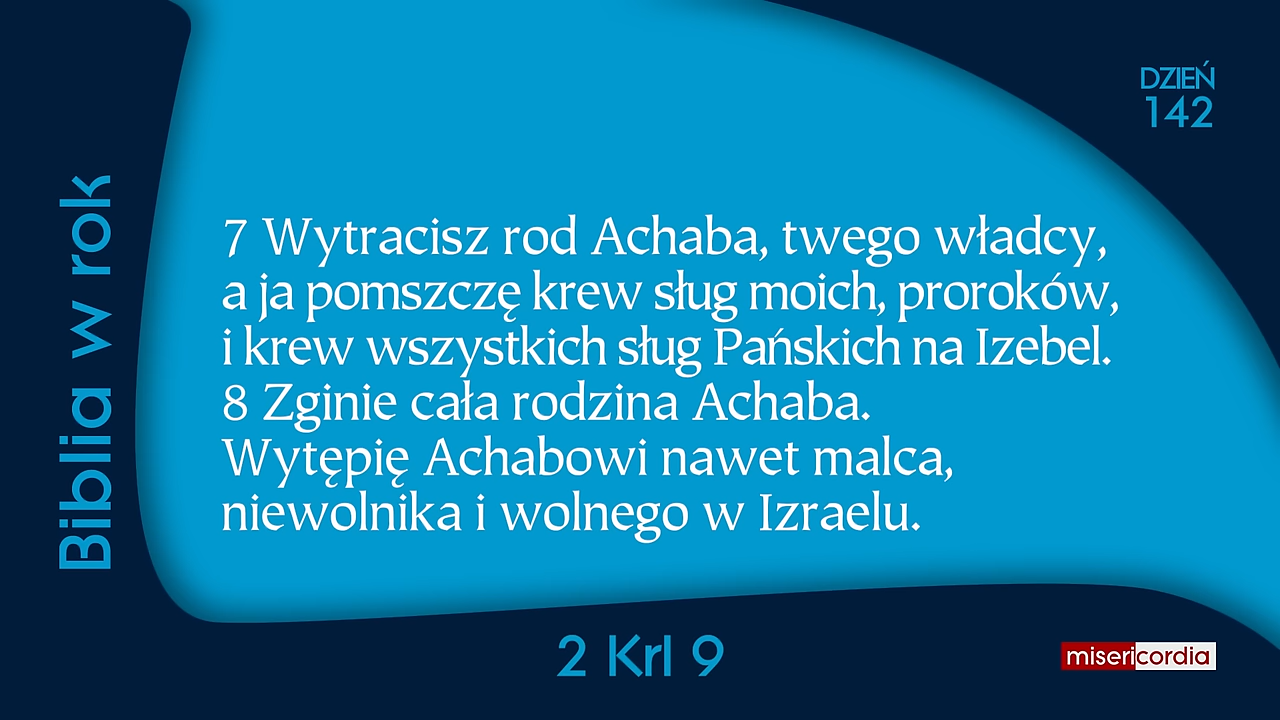 DZIEŃ
142
Biblia w rok
7 Wytracisz rod Achaba, twego władcy,
a ja pomszczę krew sług moich, proroków,
i krew wszystkich sług Pańskich na Izebel.
8 Zginie cała rodzina Achaba.
Wytępię Achabowi nawet malca,
niewolnika i wolnego w Izraelu.
2 Krl 9
misericordia